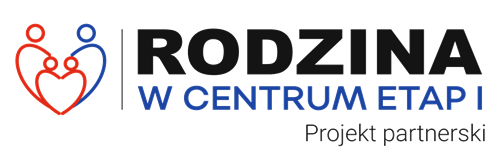 RODZINA
W CENTRUM ETAP I
Projekt partnerski